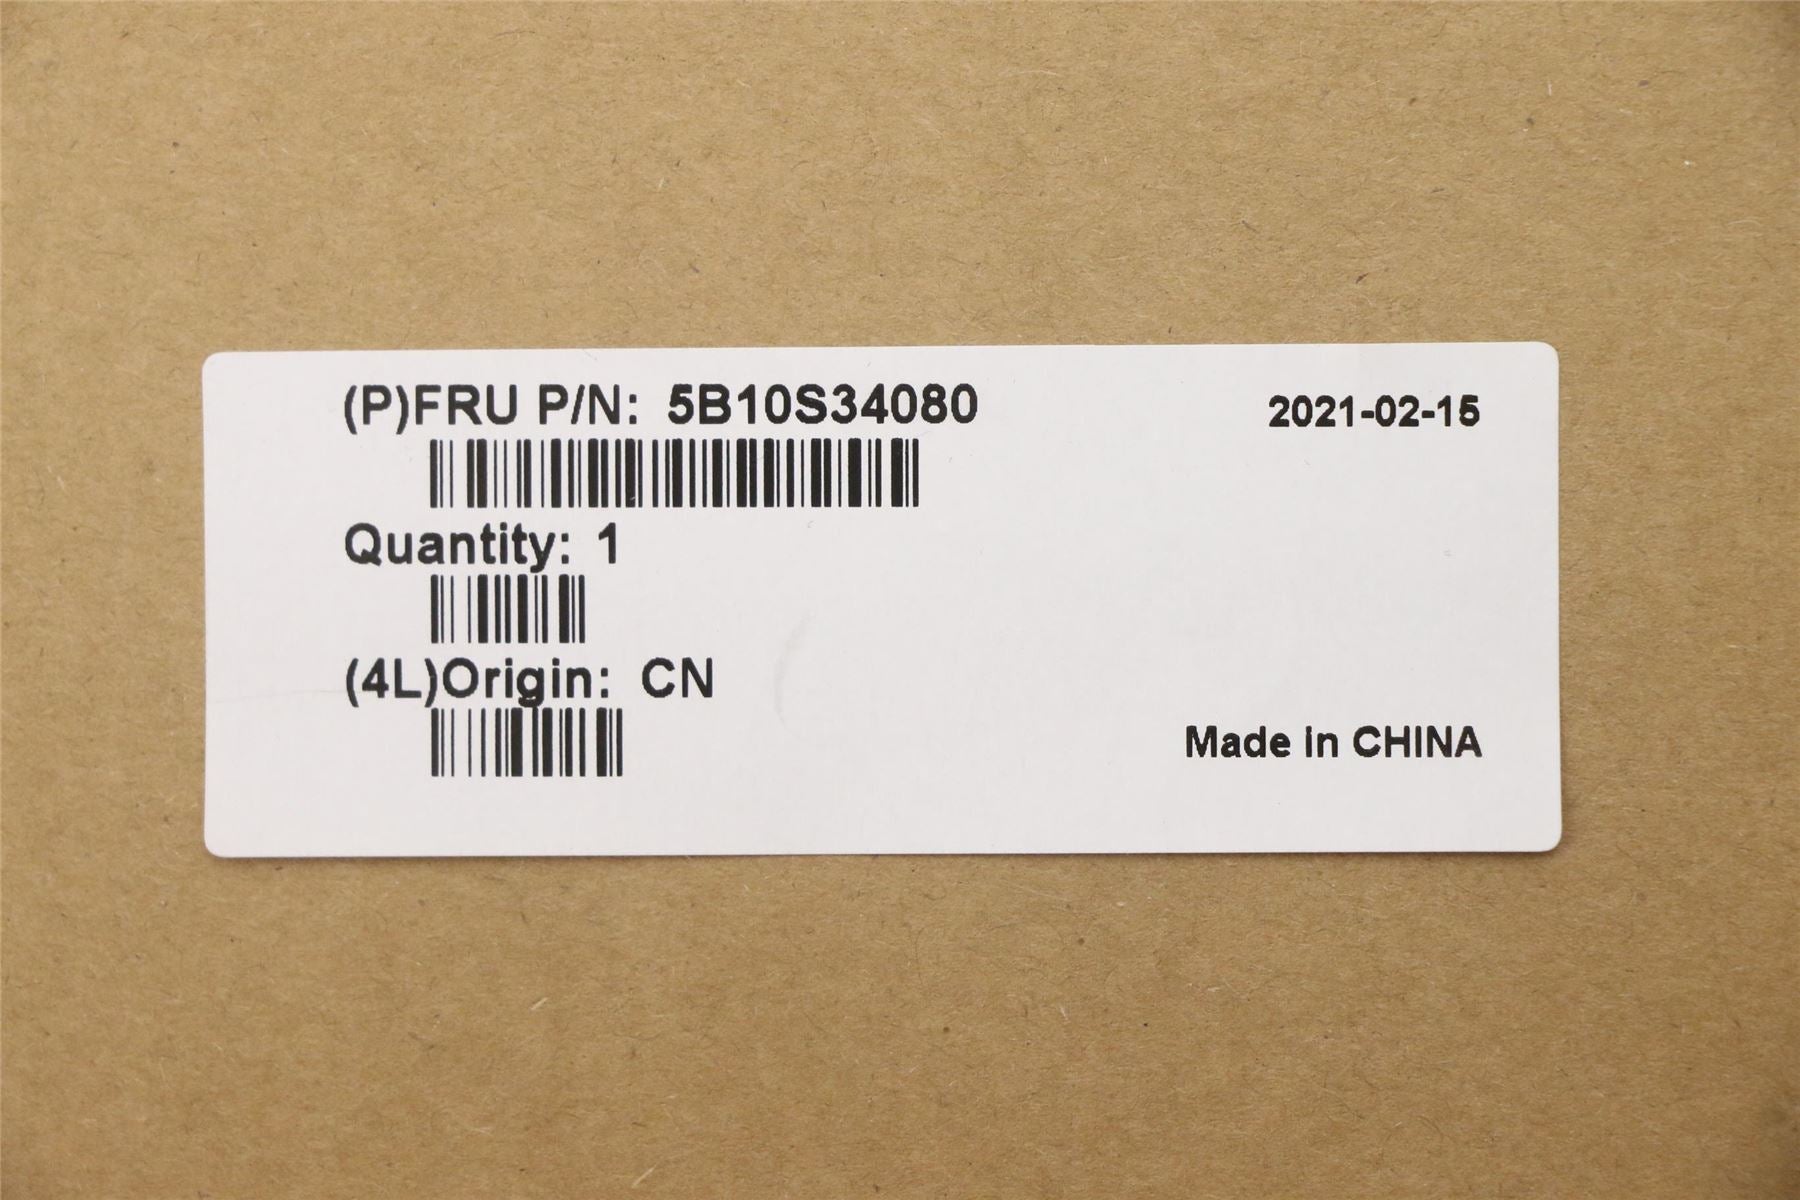 (P)FRU P/N: 5B10S34080
2021-02-15
Quantity: 1
(4L)Origin: CN
Made in CHINA